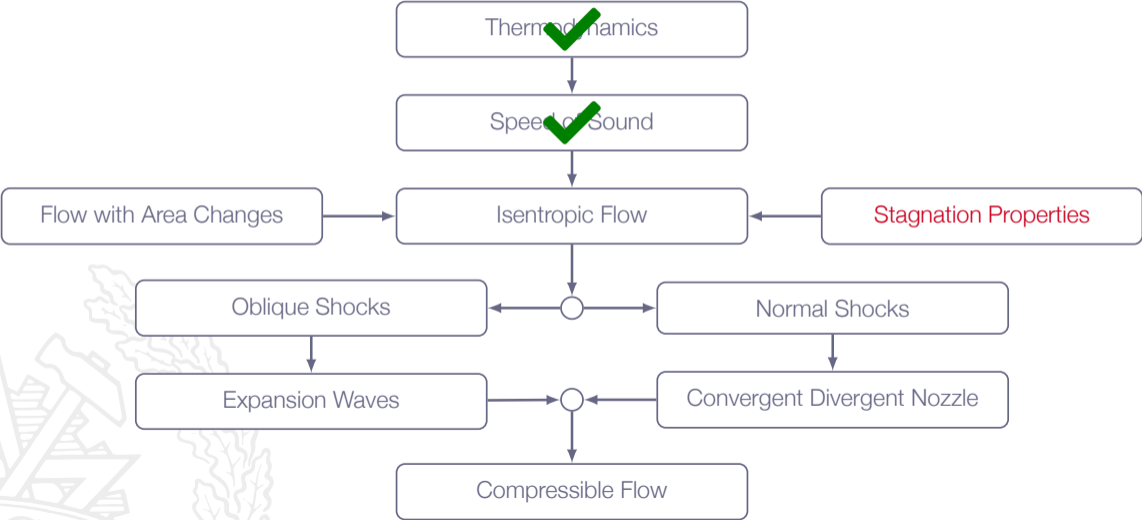 Thermodynamics
Speed of Sound
Flow with Area Changes
Isentropic Flow
Stagnation Properties
Oblique Shocks
Normal Shocks
Expansion Waves
Convergent Divergent Nozzle
Compressible Flow